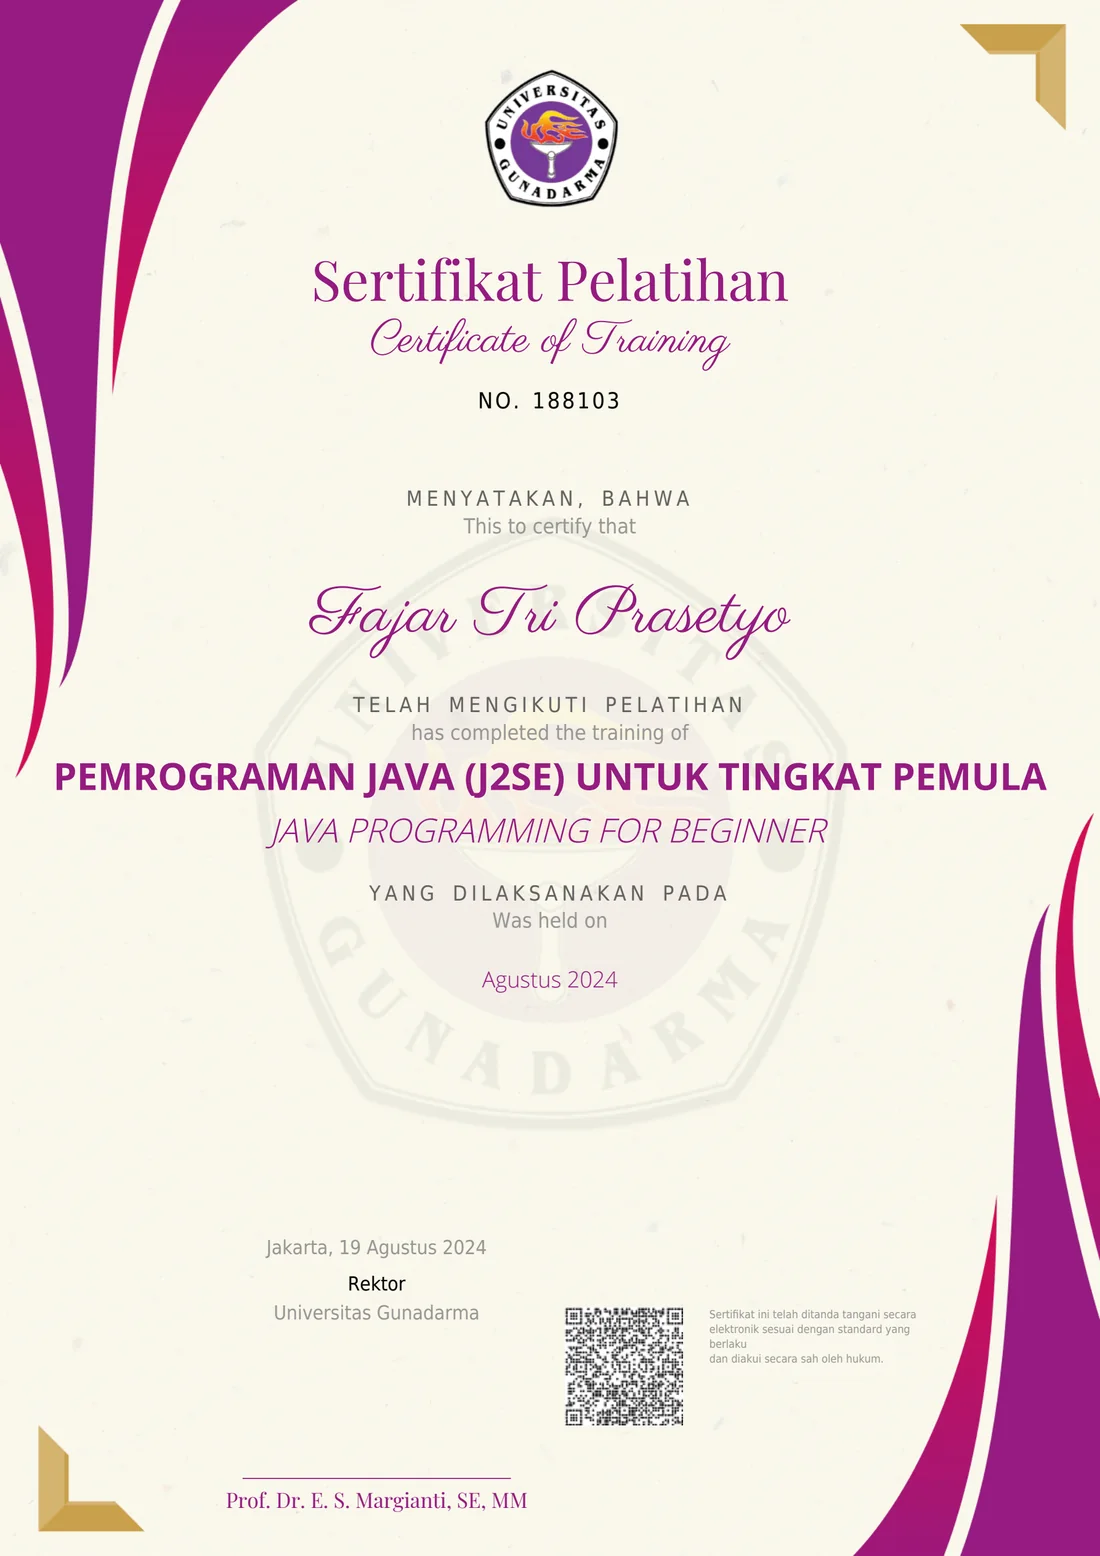 UNIVERSITAS
GUNADARMA
Sertifikat Pelatihan
Certificate of Training
NO. 188103
MENYATAKAN, BAHWA
This to certify that
Fajar Tri Prasetyo
TELAH MENGIKUTI PELATIHAN
has completed the training of
PEMROGRAMAN JAVA (J2SE) UNTUK TINGKAT PEMULA
JAVA PROGRAMMING FOR BEGINNER
YANG DILAKSANAKAN PADA
Was held on
Agustus 2024
UNIVERSITAS
GUNADARMA
Jakarta, 19 Agustus 2024
Rektor
Universitas Gunadarma
Sertifikat ini telah ditanda tangani secara
elektronik sesuai dengan standard yang
berlaku
dan diakui secara sah oleh hukum.
Prof. Dr. E. S. Margianti, SE, MM